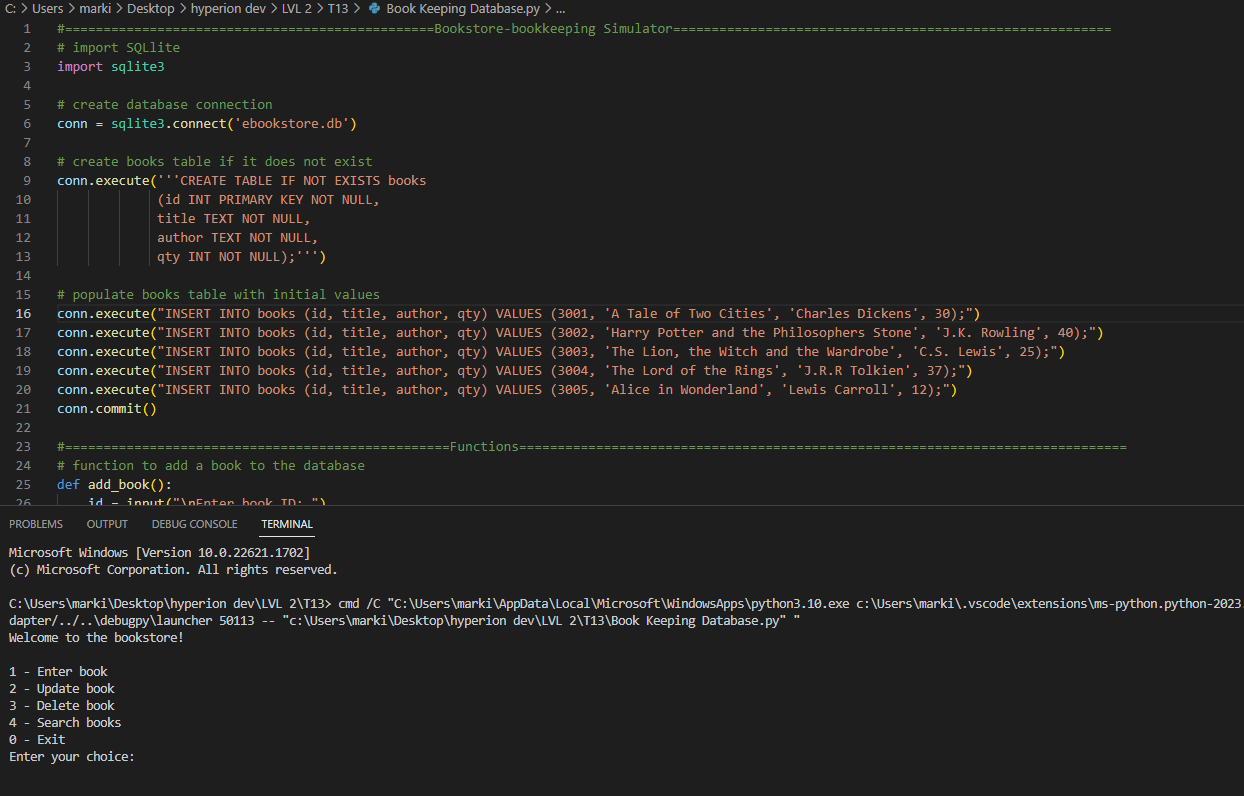 C: > Users > marki > Desktop > hyperion dev > LVL 2 > T13 > Book Keeping Database.py > ...
1 #================================================Bookstore-bookkeeping Simulator=========================================================
2 # import SQLlite
3 import sqlite3
4
5 # create database connection
6 conn = sqlite3.connect('ebookstore.db')
7
8 # create books table if it does not exist
9 conn.execute('''CREATE TABLE IF NOT EXISTS books
10 (id INT PRIMARY KEY NOT NULL,
11 title TEXT NOT NULL,
12 author TEXT NOT NULL,
13 qty INT NOT NULL);''')
14
15 # populate books table with initial values
16 conn.execute("INSERT INTO books (id, title, author, qty) VALUES (3001, 'A Tale of Two Cities', 'Charles Dickens', 30);")
17 conn.execute("INSERT INTO books (id, title, author, qty) VALUES (3002, 'Harry Potter and the Philosophers Stone', 'J.K. Rowling', 40);")
18 conn.execute("INSERT INTO books (id, title, author, qty) VALUES (3003, 'The Lion, the Witch and the Wardrobe', 'C.S. Lewis', 25);")
19 conn.execute("INSERT INTO books (id, title, author, qty) VALUES (3004, 'The Lord of the Rings', 'J.R.R Tolkien', 37);")
20 conn.execute("INSERT INTO books (id, title, author, qty) VALUES (3005, 'Alice in Wonderland', 'Lewis Carroll', 12);")
21 conn.commit()
22
23 #==================================================Functions===============================================================================
24 # function to add a book to the database
25 def add_book():
26 id = input("\nEnter book ID: ")
PROBLEMS OUTPUT DEBUG CONSOLE TERMINAL
Microsoft Windows [Version 10.0.22621.1702]
(c) Microsoft Corporation. All rights reserved.
C:\Users\marki\Desktop\hyperion dev\LVL 2\T13> cmd /C "C:\Users\marki\AppData\Local\Microsoft\WindowsApps\python3.10.exe c:\Users\marki\.vscode\extensions\ms-python.python-2023.
dapter/../..\debugpy\launcher 50113 -- "c:\Users\marki\Desktop\hyperion dev\LVL 2\T13\Book Keeping Database.py" "
Welcome to the bookstore!
1 - Enter book
2 - Update book
3 - Delete book
4 - Search books
0 - Exit
Enter your choice: